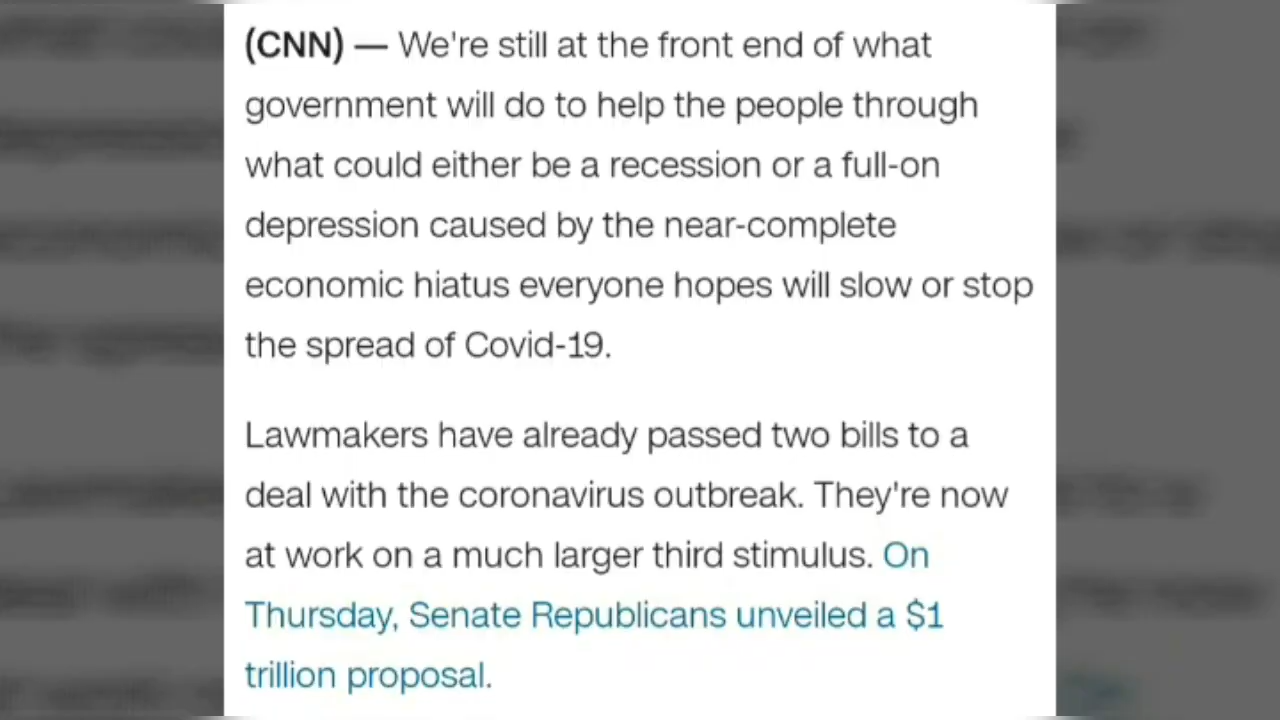 (CNN) — We're still at the front end of what
government will do to help the people through
what could either be a recession or a full-on
depression caused by the near-complete
economic hiatus everyone hopes will slow or stop
the spread of Covid-19.
Lawmakers have already passed two bills to a
deal with the coronavirus outbreak. They're now
at work on a much larger third stimulus. On
Thursday, Senate Republicans unveiled a $1
trillion proposal.